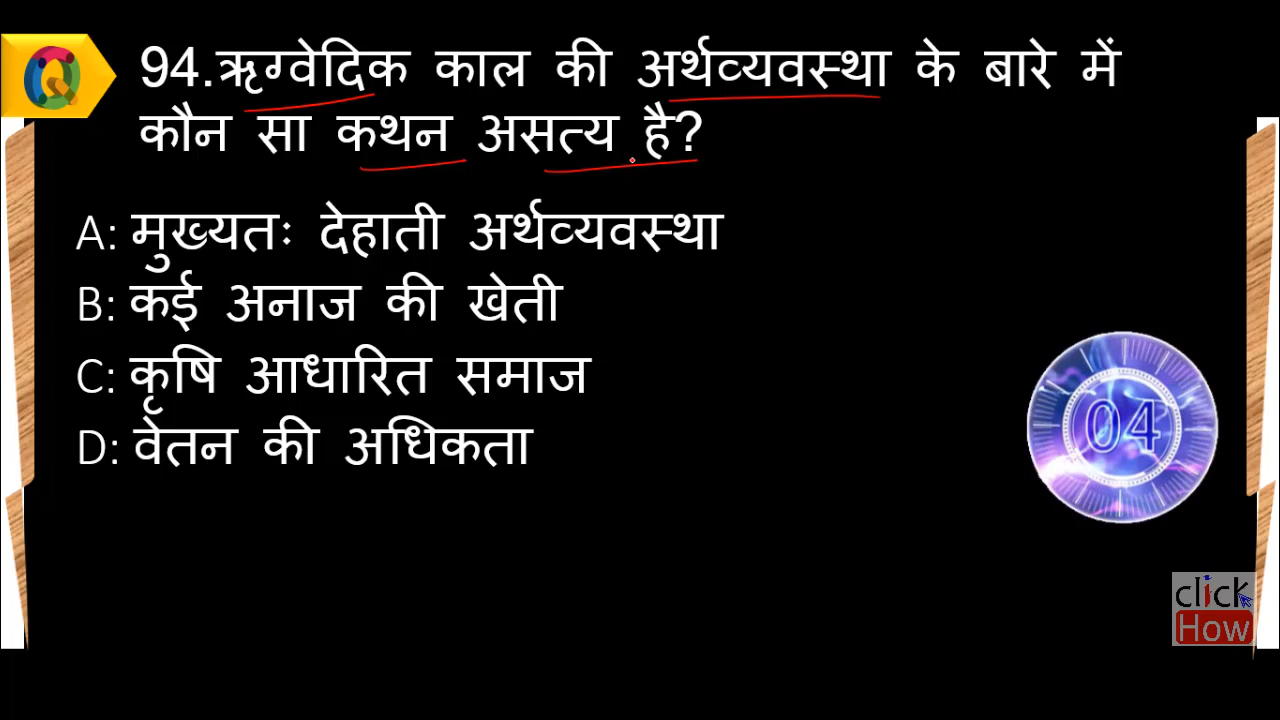 94.ऋग्वेदिक काल की अर्थव्यवस्था के बारे में
कौन सा कथन असत्य है?
A: मुख्यतः देहाती अर्थव्यवस्था
B: कई अनाज की खेती
C: कृषि आधारित समाज
D: वेतन की अधिकता
04
click
How